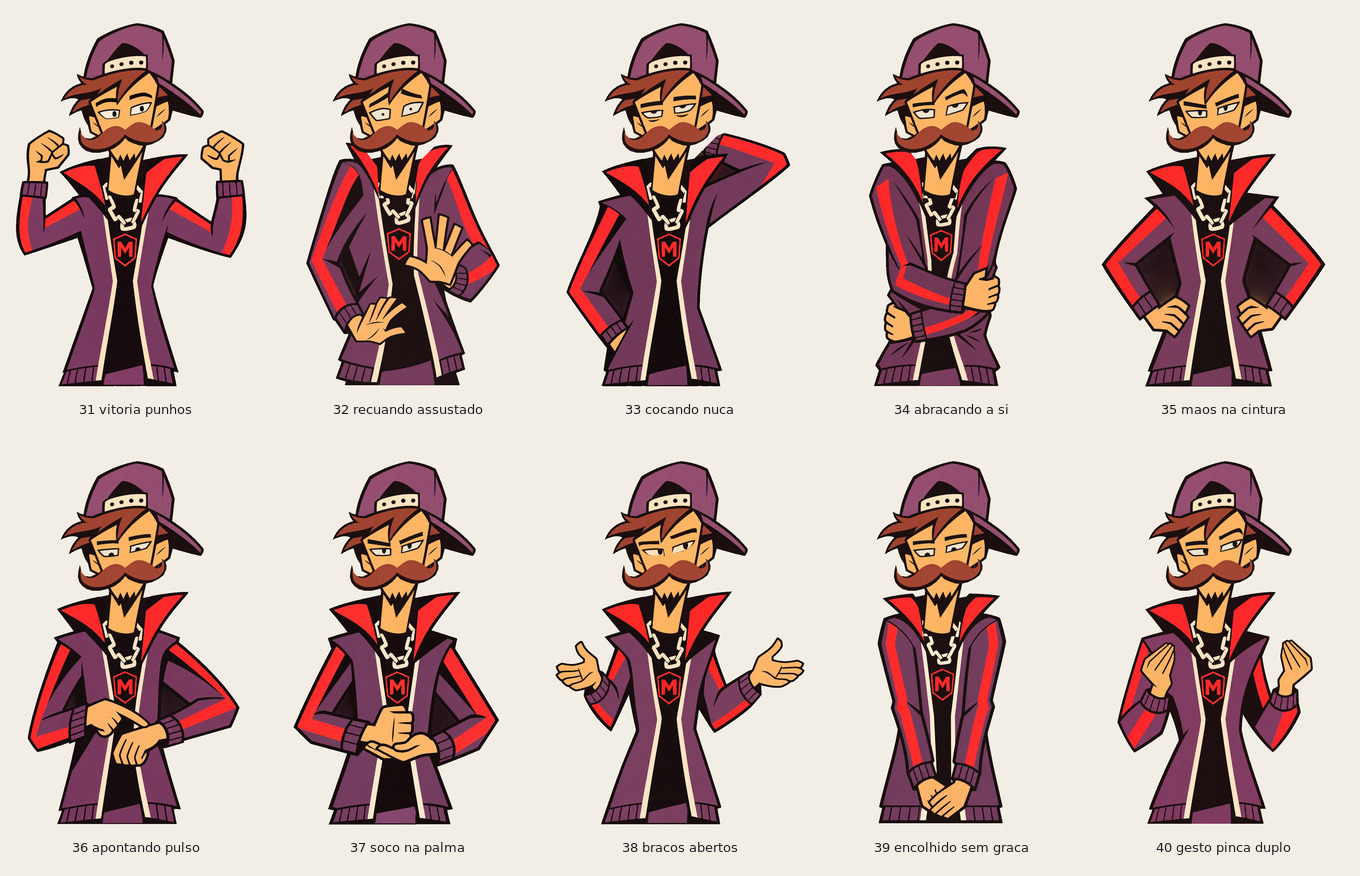 M
M
M
M
M
31 vitoria punhos
32 recuando assustado
33 cocando nuca
34 abracando a si
35 maos na cintura
M
M
M
M
M
36 apontando pulso
37 soco na palma
38 bracos abertos
39 encolhido sem graca
40 gesto pinca duplo